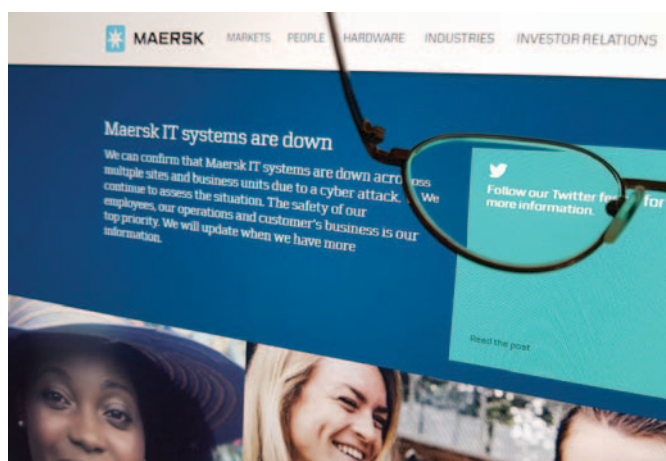 MAERSK MARKETS PEOPLE HARDWARE INDUSTRIES INVESTOR RELATIONS
Maersk IT systems are down
We can confirm that Maersk IT systems are down across
multiple sites and business units due to a cyber attack. We
continue to assess the situation. The safety of our
employees, our operations and customer's business is our
top priority. We will update when we have more
information.
Follow our Twitter for
more information.
Read the post